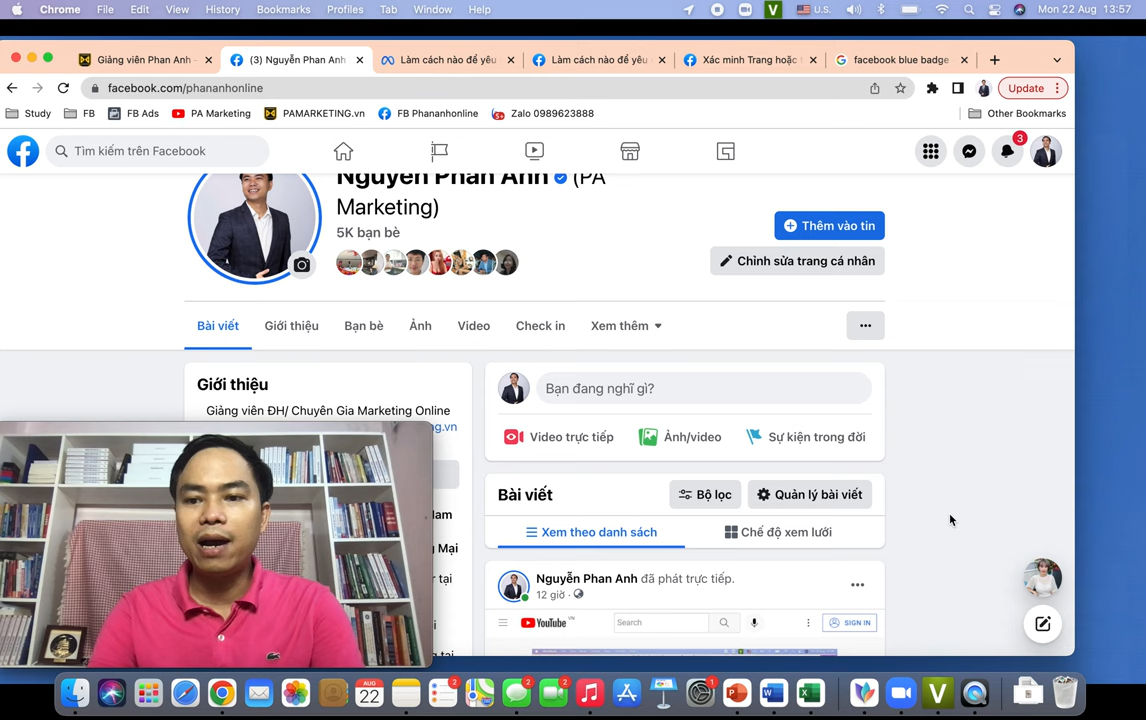 Chrome File Edit View History Bookmarks Profiles Tab Window Help V U.S. Mon 22 Aug 13:57
Giảng viên Phan Anh - (3) Nguyễn Phan Anh Làm cách nào để yêu Làm cách nào để yêu Xác minh Trang hoặc facebook blue badge
facebook.com/phananhonline Update
Study FB FB Ads PA Marketing PAMARKETING.vn FB Phananhonline Zalo 0989623888 Other Bookmarks
Tìm kiếm trên Facebook 3
Nguyễn Phan Anh (PA
Marketing)
5K bạn bè
Thêm vào tin
Chỉnh sửa trang cá nhân
Bài viết Giới thiệu Bạn bè Ảnh Video Check in Xem thêm
Giới thiệu
Giảng viên ĐH/ Chuyên Gia Marketing Online
ng.vn
Bạn đang nghĩ gì?
Video trực tiếp Ảnh/video Sự kiện trong đời
Bài viết Bộ lọc Quản lý bài viết
Xem theo danh sách Chế độ xem lưới
Nguyễn Phan Anh đã phát trực tiếp.
12 giờ ·
YouTube VN Search SIGN IN
AUG
22 2 2 2 1 V